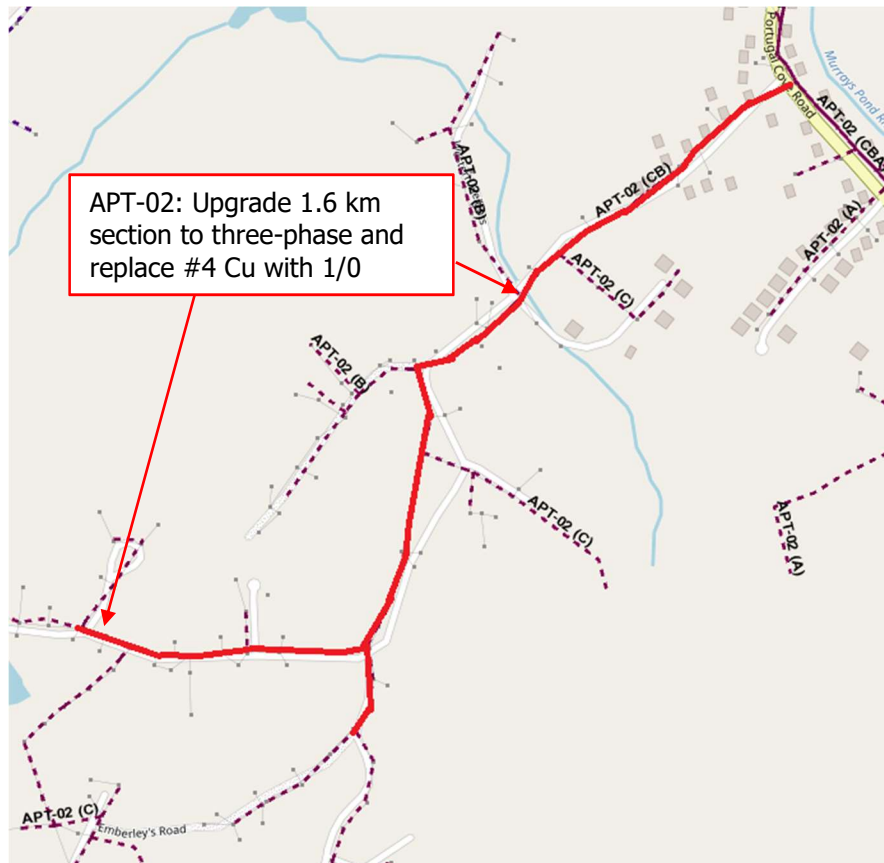 Portugal Cove Road
Murrays Pond R
APT-02 (CBA
APT-02 (B)
APT-02 (CB)
APT-02 (A)
APT-02: Upgrade 1.6 km
section to three-phase and
replace #4 Cu with 1/0
APT-02 (C)
APT-02 (B)
APT-02 (C)
APT-02 (A)
APT-02 (C)
Emberley's Road